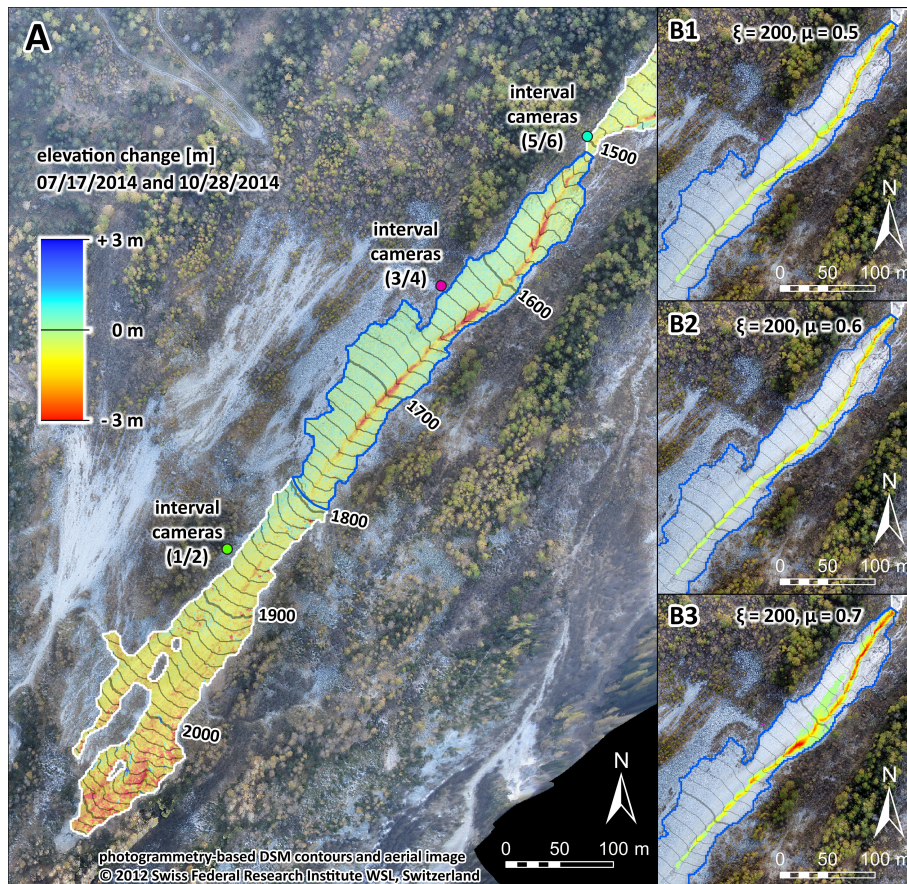 A
interval
cameras
(5/6)
1500
elevation change [m]
07/17/2014 and 10/28/2014
+ 3 m
0 m
- 3 m
interval
cameras
(3/4)
1600
1700
1800
interval
cameras
(1/2)
1900
2000
N
0 50 100 m
photogrammetry-based DSM contours and aerial image
© 2012 Swiss Federal Research Institute WSL, Switzerland
B1
ξ = 200, μ = 0.5
N
0 50 100 m
B2
ξ = 200, μ = 0.6
N
0 50 100 m
B3
ξ = 200, μ = 0.7
N
0 50 100 m